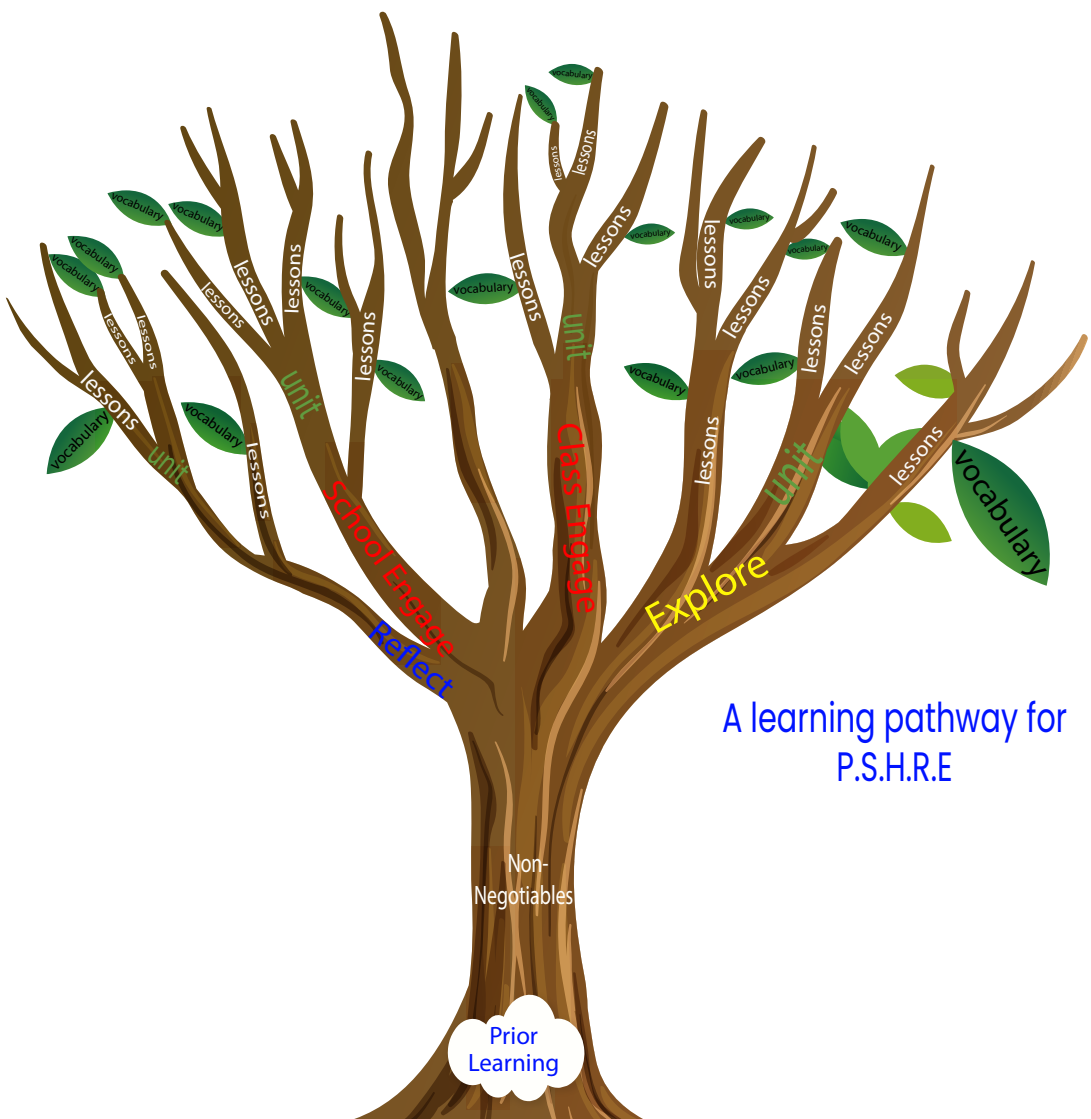 vocabulary
vocabulary
lessons
lessons
vocabulary
vocabulary
vocabulary
vocabulary
lessons
vocabulary
vocabulary
vocabulary
vocabulary
lessons
lessons
lessons
lessons
vocabulary
vocabulary
lessons
lessons
lessons
unit
lessons
lessons
lessons
lessons
lessons
vocabulary
vocabulary
vocabulary
unit
lessons
vocabulary
vocabulary
unit
lessons
lessons
lessons
unit
vocabulary
School Engage
Class Engage
Explore
Reflect
A learning pathway for
P.S.H.R.E
Non-
Negotiables
Prior
Learning